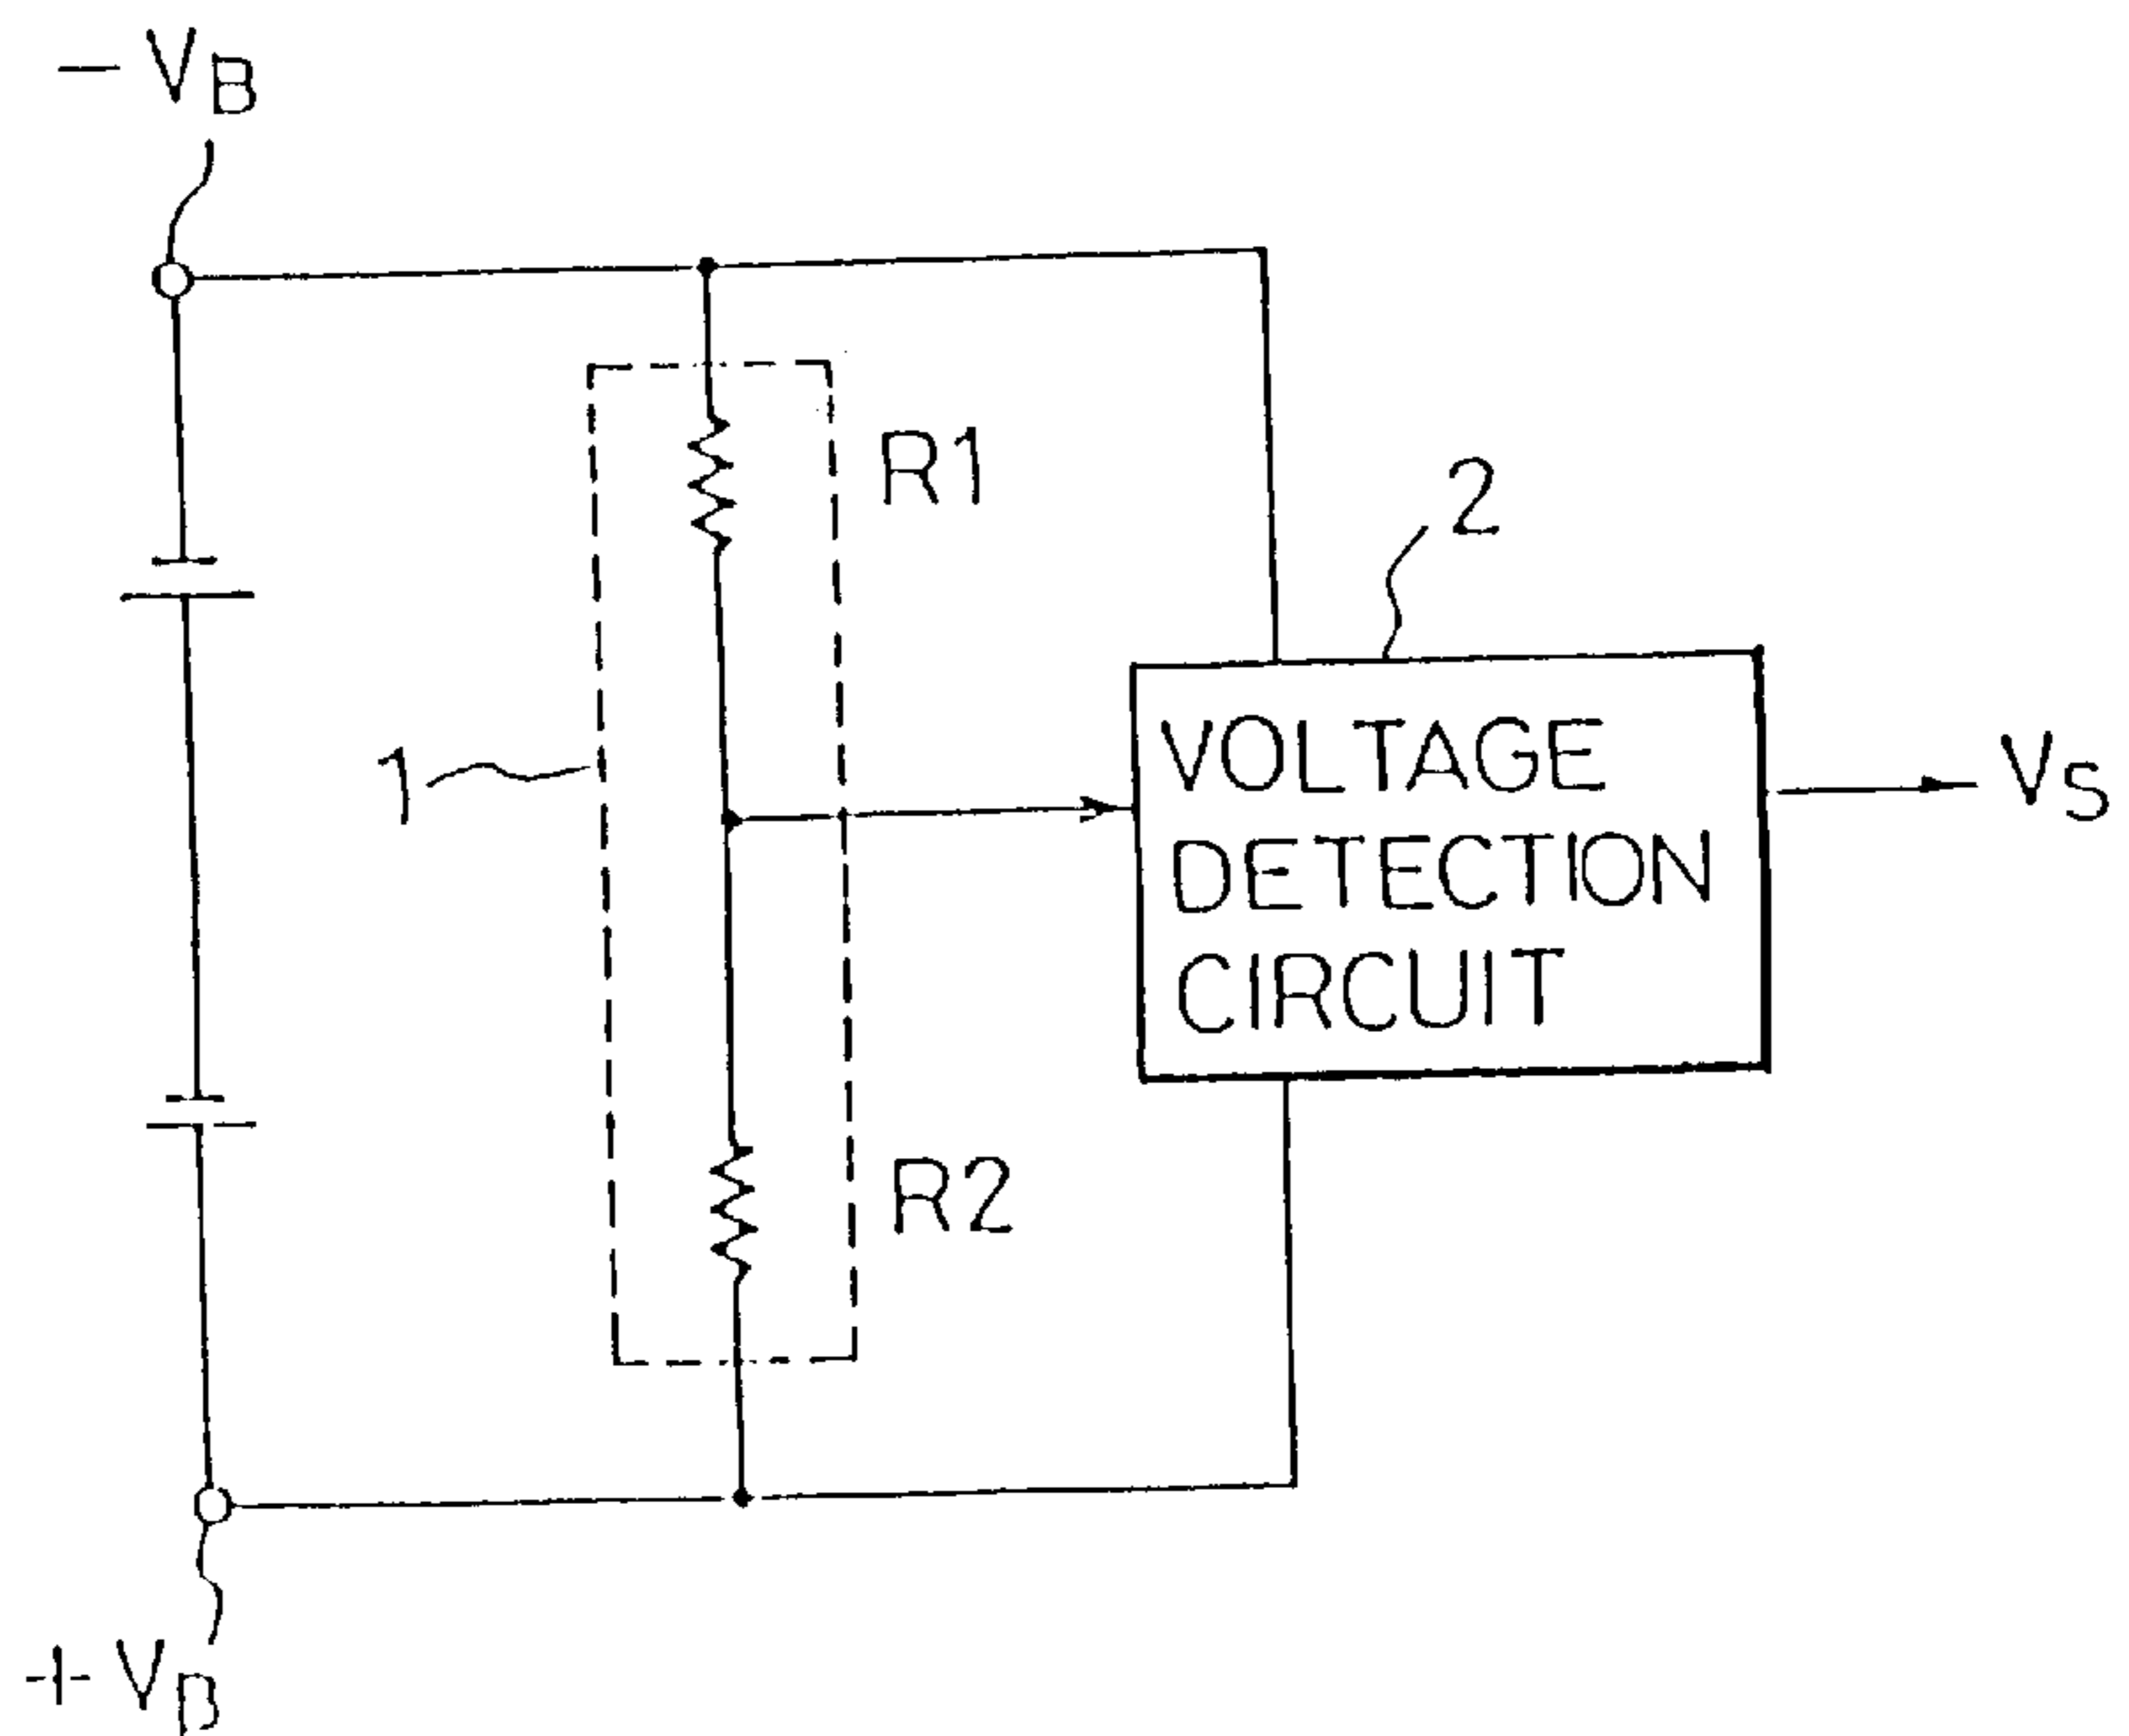 − VB
R1
2
1
VOLTAGE
DETECTION
CIRCUIT
VS
R2
+ VB